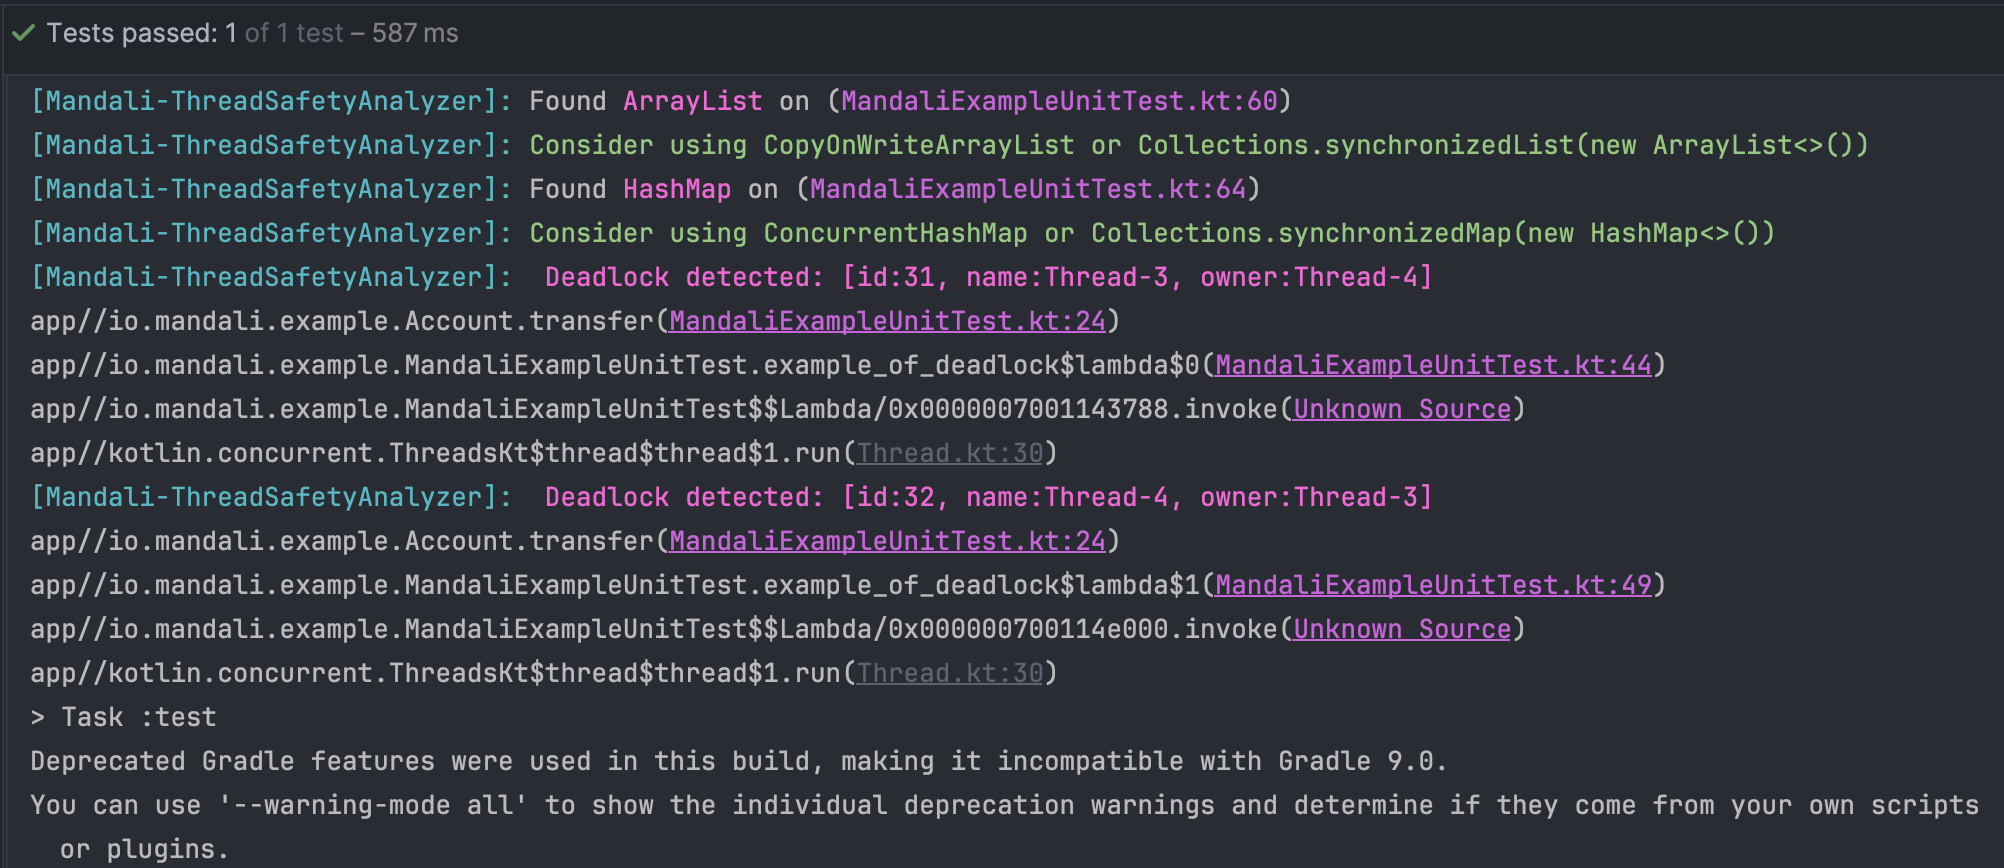 Tests passed: 1 of 1 test – 587 ms
[Mandali-ThreadSafetyAnalyzer]: Found ArrayList on (MandaliExampleUnitTest.kt:60)
[Mandali-ThreadSafetyAnalyzer]: Consider using CopyOnWriteArrayList or Collections.synchronizedList(new ArrayList<>())
[Mandali-ThreadSafetyAnalyzer]: Found HashMap on (MandaliExampleUnitTest.kt:64)
[Mandali-ThreadSafetyAnalyzer]: Consider using ConcurrentHashMap or Collections.synchronizedMap(new HashMap<>())
[Mandali-ThreadSafetyAnalyzer]:  Deadlock detected: [id:31, name:Thread-3, owner:Thread-4]
app//io.mandali.example.Account.transfer(MandaliExampleUnitTest.kt:24)
app//io.mandali.example.MandaliExampleUnitTest.example_of_deadlock$lambda$0(MandaliExampleUnitTest.kt:44)
app//io.mandali.example.MandaliExampleUnitTest$$Lambda/0x0000007001143788.invoke(Unknown Source)
app//kotlin.concurrent.ThreadsKt$thread$thread$1.run(Thread.kt:30)
[Mandali-ThreadSafetyAnalyzer]:  Deadlock detected: [id:32, name:Thread-4, owner:Thread-3]
app//io.mandali.example.Account.transfer(MandaliExampleUnitTest.kt:24)
app//io.mandali.example.MandaliExampleUnitTest.example_of_deadlock$lambda$1(MandaliExampleUnitTest.kt:49)
app//io.mandali.example.MandaliExampleUnitTest$$Lambda/0x000000700114e000.invoke(Unknown Source)
app//kotlin.concurrent.ThreadsKt$thread$thread$1.run(Thread.kt:30)
> Task :test
Deprecated Gradle features were used in this build, making it incompatible with Gradle 9.0.
You can use '--warning-mode all' to show the individual deprecation warnings and determine if they come from your own scripts
or plugins.